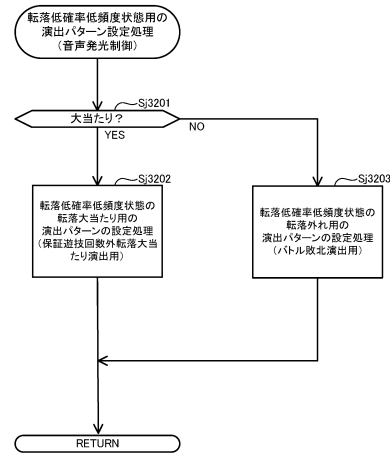 転落低確率低頻度状態用の
演出パターン設定処理
(音声発光制御)
Sj3201
大当たり？
YES
NO
Sj3202
転落低確率低頻度状態の
転落大当たり用の
演出パターンの設定処理
(保証遊技回数外転落大当
たり演出用)
Sj3203
転落低確率低頻度状態の
転落外れ用の
演出パターンの設定処理
(バトル敗北演出用)
RETURN